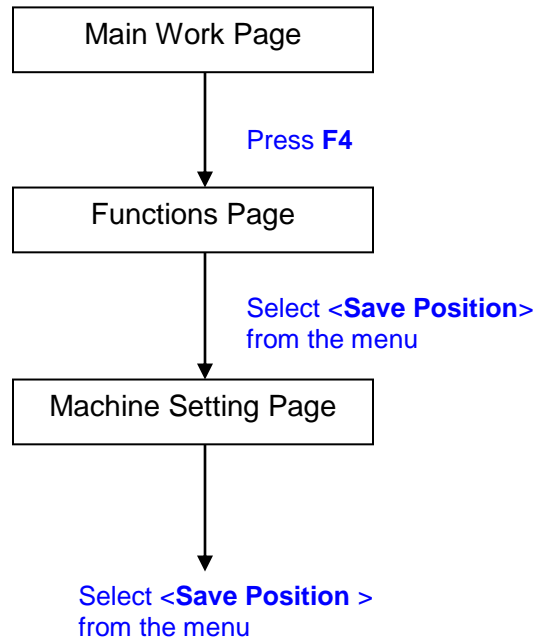 Main Work Page
Press F4
Functions Page
Select <Save Position>
from the menu
Machine Setting Page
Select <Save Position >
from the menu